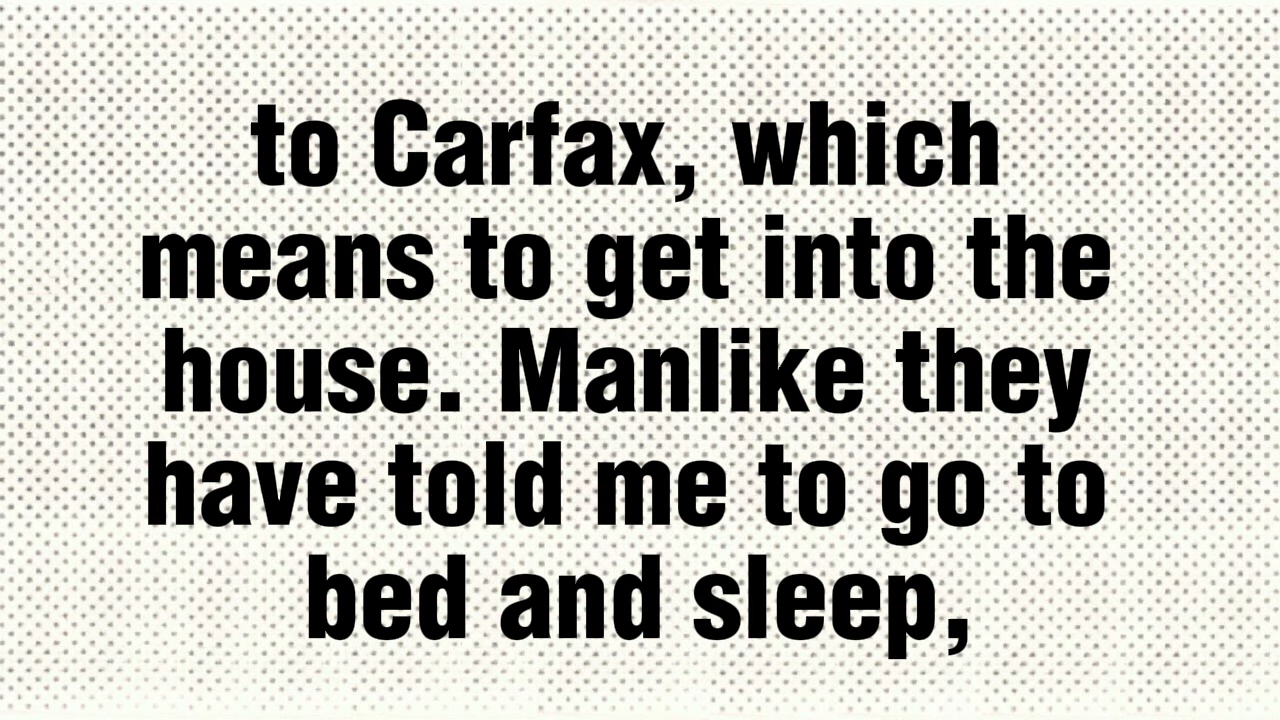 to Carfax, which
means to get into the
house. Manlike they
have told me to go to
bed and sleep,